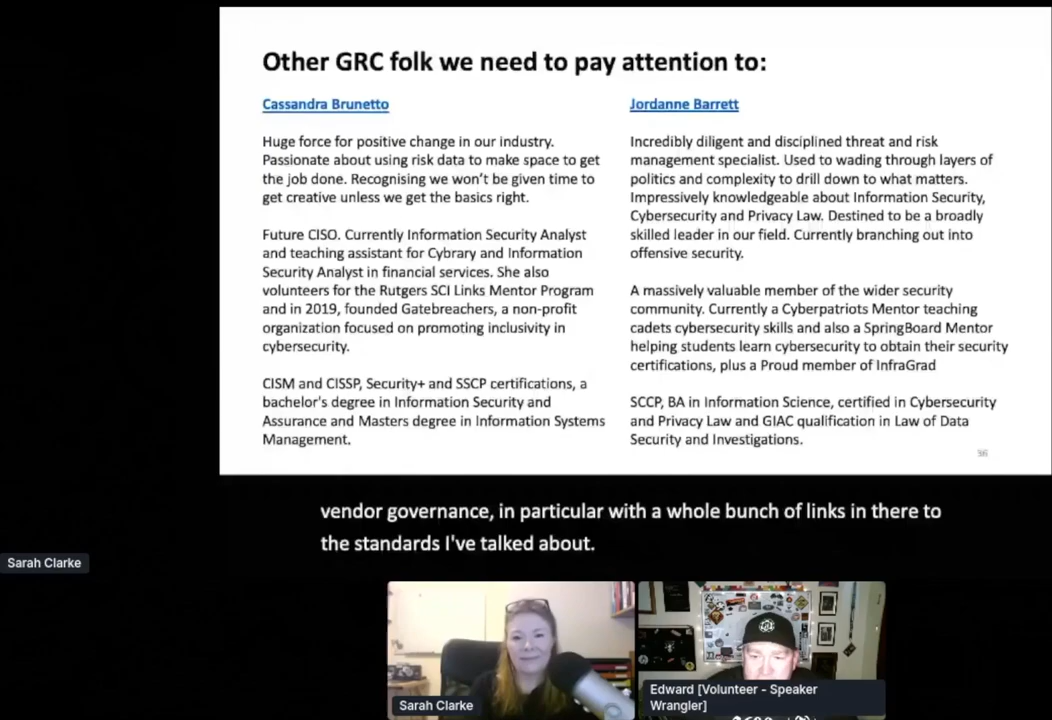 Other GRC folk we need to pay attention to:
Cassandra Brunetto
Huge force for positive change in our industry.
Passionate about using risk data to make space to get
the job done. Recognising we won't be given time to
get creative unless we get the basics right.
Future CISO. Currently Information Security Analyst
and teaching assistant for Cybrary and Information
Security Analyst in financial services. She also
volunteers for the Rutgers SCI Links Mentor Program
and in 2019, founded Gatebreachers, a non-profit
organization focused on promoting inclusivity in
cybersecurity.
CISM and CISSP, Security+ and SSCP certifications, a
bachelor's degree in Information Security and
Assurance and Masters degree in Information Systems
Management.
Jordanne Barrett
Incredibly diligent and disciplined threat and risk
management specialist. Used to wading through layers of
politics and complexity to drill down to what matters.
Impressively knowledgeable about Information Security,
Cybersecurity and Privacy Law. Destined to be a broadly
skilled leader in our field. Currently branching out into
offensive security.
A massively valuable member of the wider security
community. Currently a Cyberpatriots Mentor teaching
cadets cybersecurity skills and also a SpringBoard Mentor
helping students learn cybersecurity to obtain their security
certifications, plus a Proud member of InfraGrad
SCCP, BA in Information Science, certified in Cybersecurity
and Privacy Law and GIAC qualification in Law of Data
Security and Investigations.
36
vendor governance, in particular with a whole bunch of links in there to
the standards I've talked about.
Sarah Clarke
Sarah Clarke
Edward [Volunteer - Speaker
Wrangler]